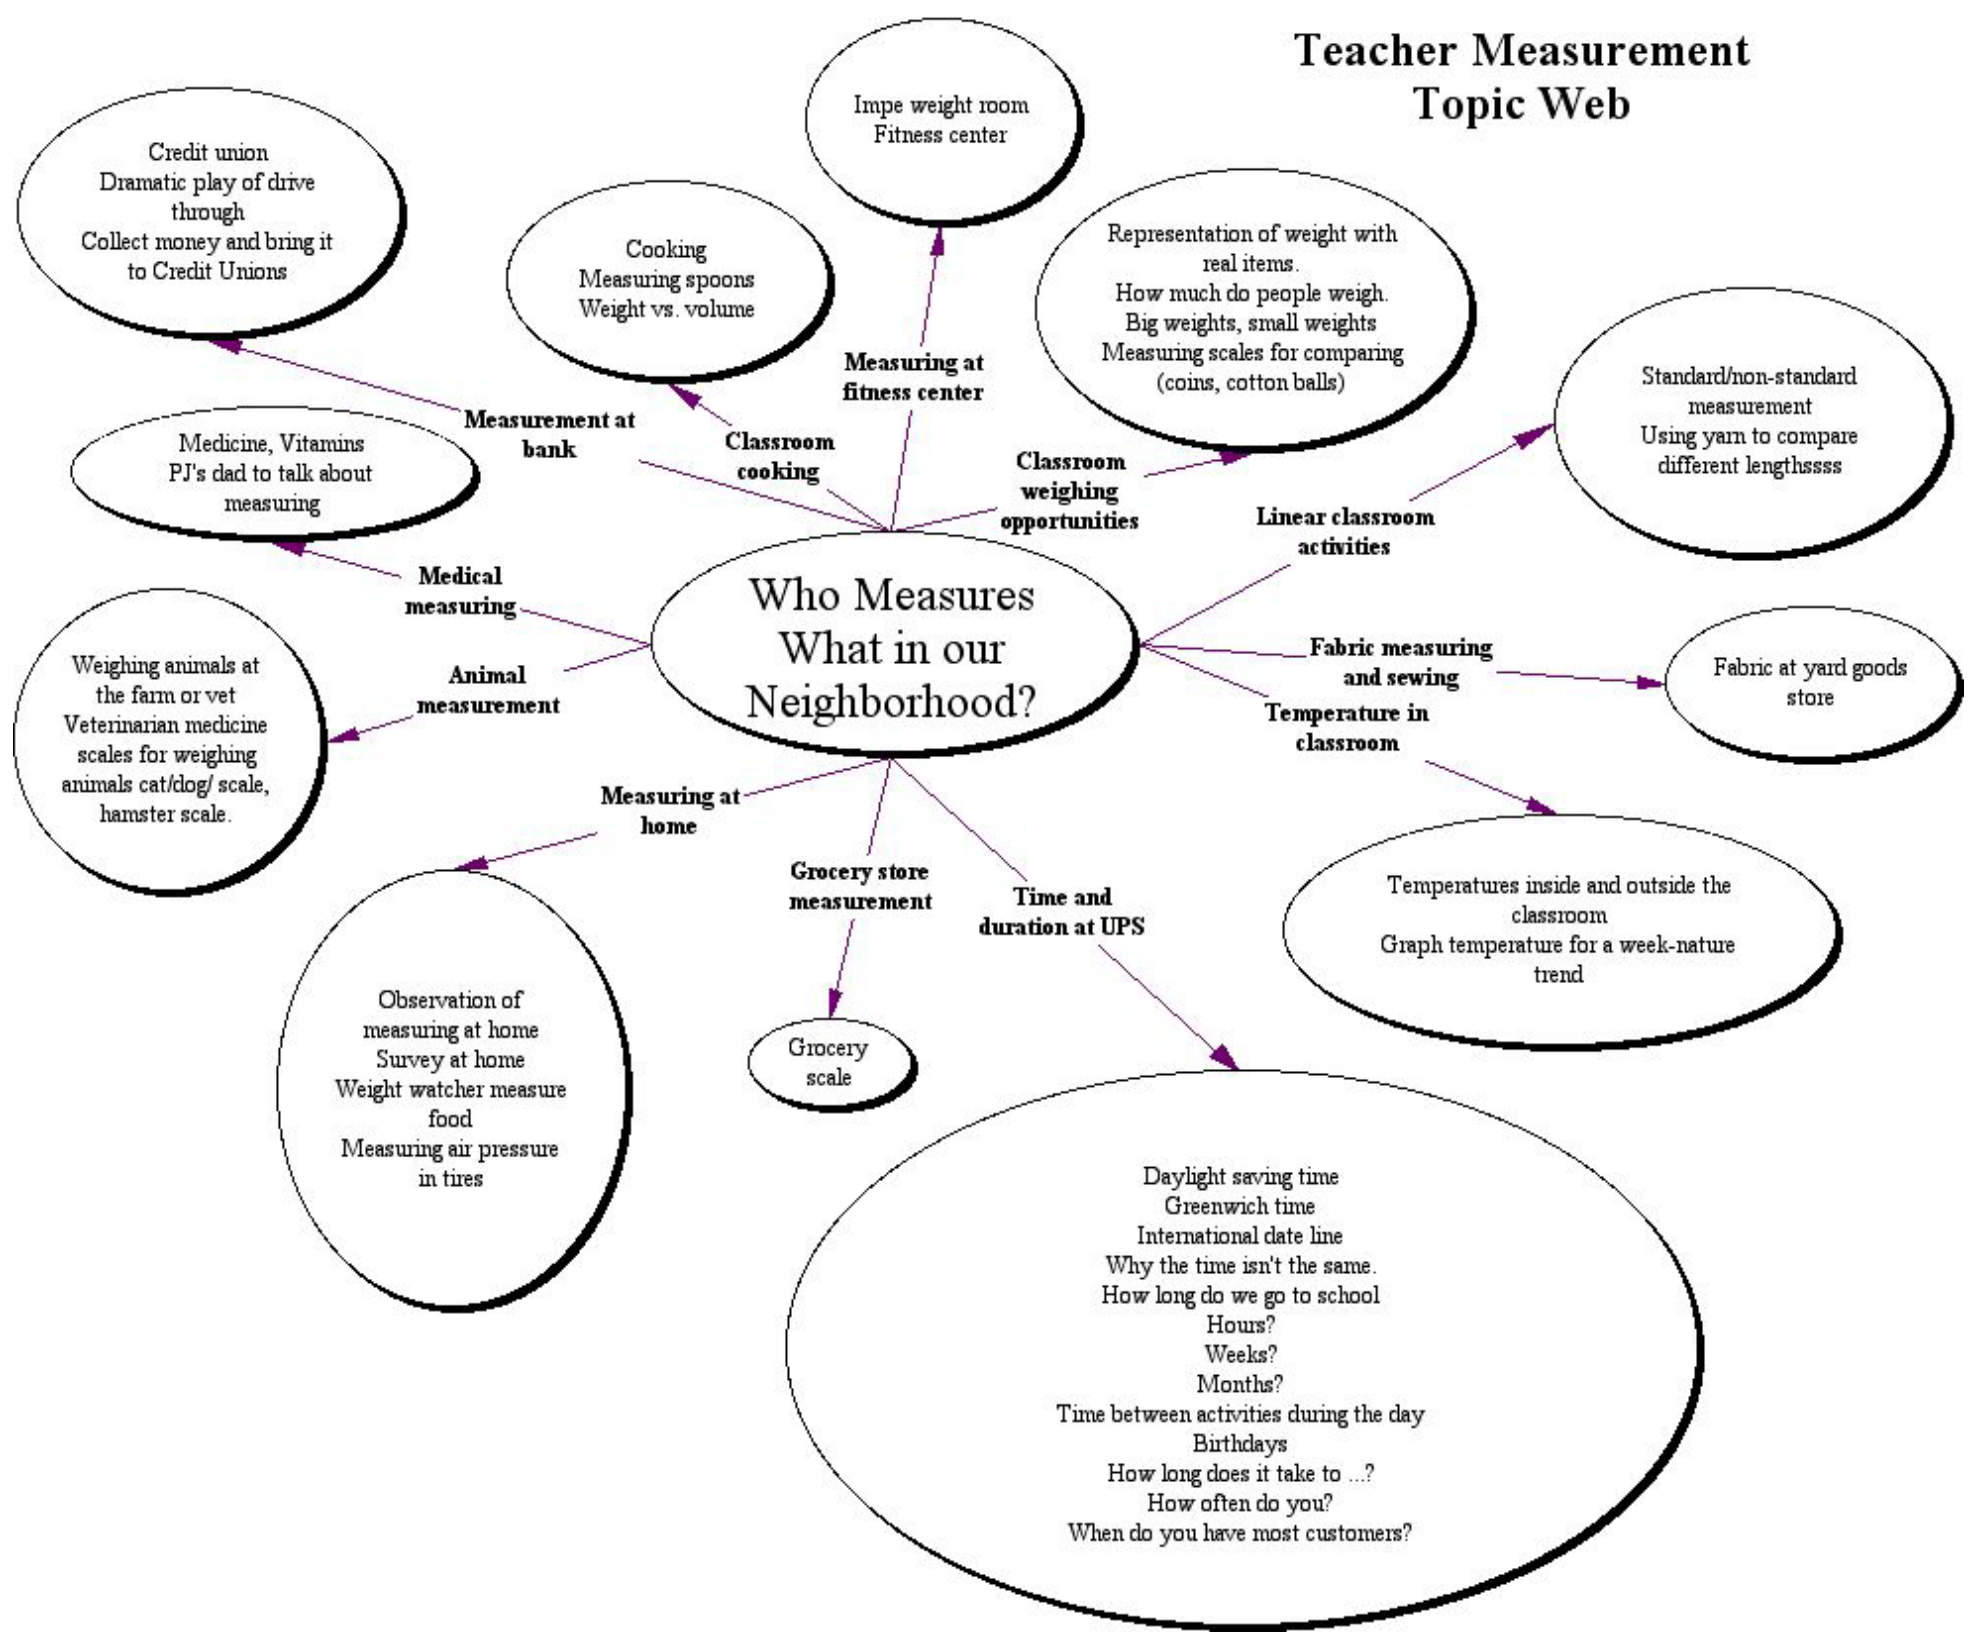 Teacher Measurement
Topic Web
Impe weight room
Fitness center
Credit union
Dramatic play of drive
through
Collect money and bring it
to Credit Unions
Cooking
Measuring spoons
Weight vs. volume
Representation of weight with
real items.
How much do people weigh.
Big weights, small weights
Measuring scales for comparing
(coins, cotton balls)
Standard/non-standard
measurement
Using yarn to compare
different lengthssss
Measuring at
fitness center
Measurement at
bank
Classroom
cooking
Classroom
weighing
opportunities
Linear classroom
activities
Medicine, Vitamins
PJ's dad to talk about
measuring
Medical
measuring
Who Measures
What in our
Neighborhood?
Fabric measuring
and sewing
Fabric at yard goods
store
Weighing animals at
the farm or vet
Veterinarian medicine
scales for weighing
animals cat/dog/ scale,
hamster scale.
Animal
measurement
Temperature in
classroom
Measuring at
home
Grocery store
measurement
Time and
duration at UPS
Temperatures inside and outside the
classroom
Graph temperature for a week-nature
trend
Observation of
measuring at home
Survey at home
Weight watcher measure
food
Measuring air pressure
in tires
Grocery
scale
Daylight saving time
Greenwich time
International date line
Why the time isn't the same.
How long do we go to school
Hours?
Weeks?
Months?
Time between activities during the day
Birthdays
How long does it take to ...?
How often do you?
When do you have most customers?